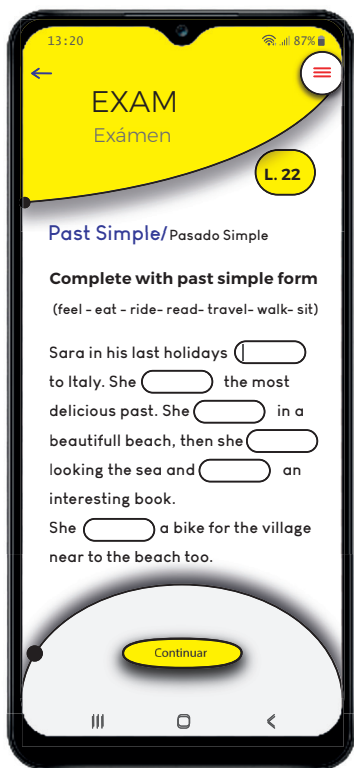 13:20 87%
EXAM
Exámen
L. 22
Past Simple/ Pasado Simple
Complete with past simple form
(feel - eat - ride- read- travel- walk- sit)
Sara in his last holidays
to Italy. She the most
delicious past. She in a
beautifull beach, then she
looking the sea and an
interesting book.
She a bike for the village
near to the beach too.
Continuar